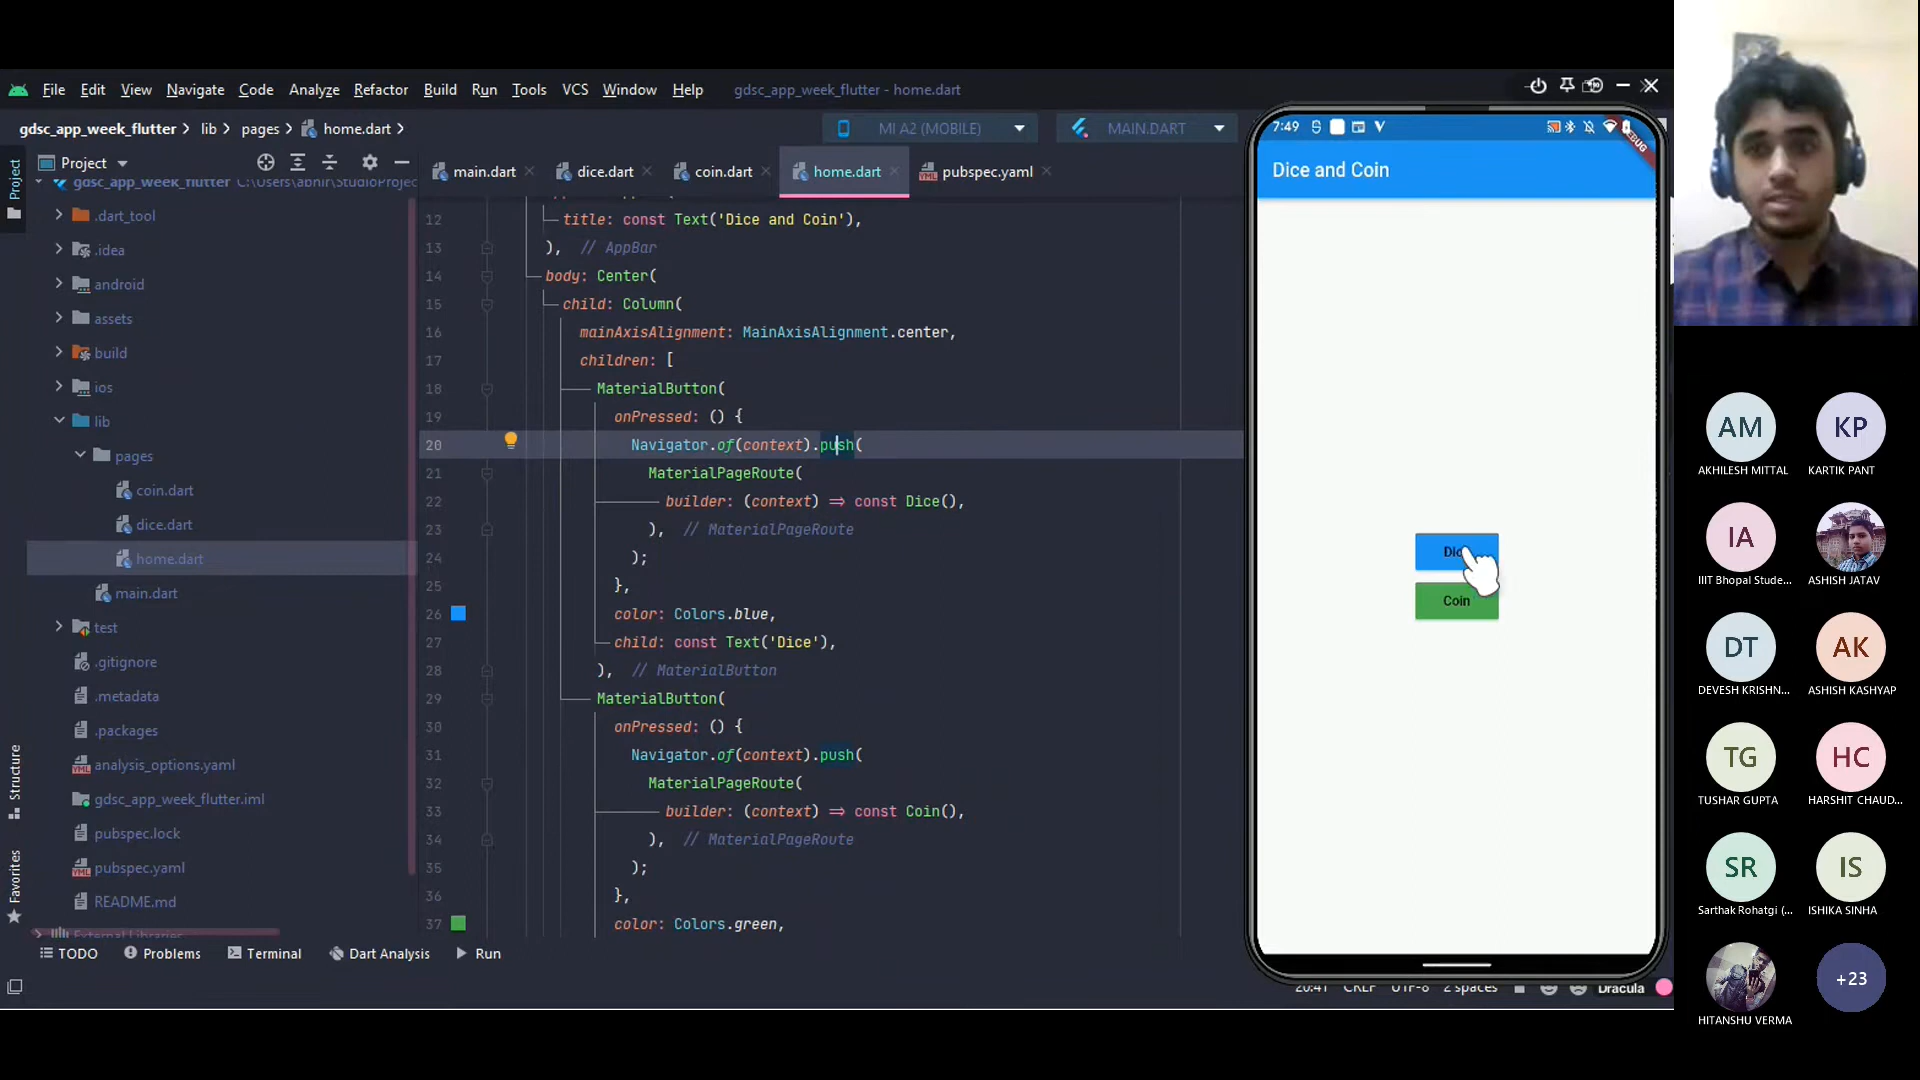 File Edit View Navigate Code Analyze Refactor Build Run Tools VCS Window Help gdsc_app_week_flutter - home.dart
gdsc_app_week_flutter lib pages home.dart
MI A2 (MOBILE) MAIN.DART
Project
Project
gdsc_app_week_flutter
.dart_tool
.idea
android
assets
build
ios
lib
pages
coin.dart
dice.dart
home.dart
main.dart
test
.gitignore
.metadata
.packages
analysis_options.yaml
gdsc_app_week_flutter.iml
pubspec.lock
pubspec.yaml
README.md
External Libraries
Structure
Favorites
main.dart dice.dart coin.dart home.dart pubspec.yaml
12 title: const Text('Dice and Coin'),
13 ), // AppBar
14 body: Center(
15 child: Column(
16 mainAxisAlignment: MainAxisAlignment.center,
17 children: [
18 MaterialButton(
19 onPressed: () {
20 Navigator.of(context).push(
21 MaterialPageRoute(
22 builder: (context) => const Dice(),
23 ), // MaterialPageRoute
24 );
25 },
26 color: Colors.blue,
27 child: const Text('Dice'),
28 ), // MaterialButton
29 MaterialButton(
30 onPressed: () {
31 Navigator.of(context).push(
32 MaterialPageRoute(
33 builder: (context) => const Coin(),
34 ), // MaterialPageRoute
35 );
36 },
37 color: Colors.green,
TODO Problems Terminal Dart Analysis Run
20:41 CRLF UTF-8 2 spaces Dracula
7:49
Dice and Coin
Coin
AM
AKHILESH MITTAL
KP
KARTIK PANT
IA
IIIT Bhopal Stude...
ASHISH JATAV
DT
DEVESH KRISHN...
AK
ASHISH KASHYAP
TG
TUSHAR GUPTA
HC
HARSHIT CHAUD...
SR
Sarthak Rohatgi (...
IS
ISHIKA SINHA
HITANSHU VERMA
+23